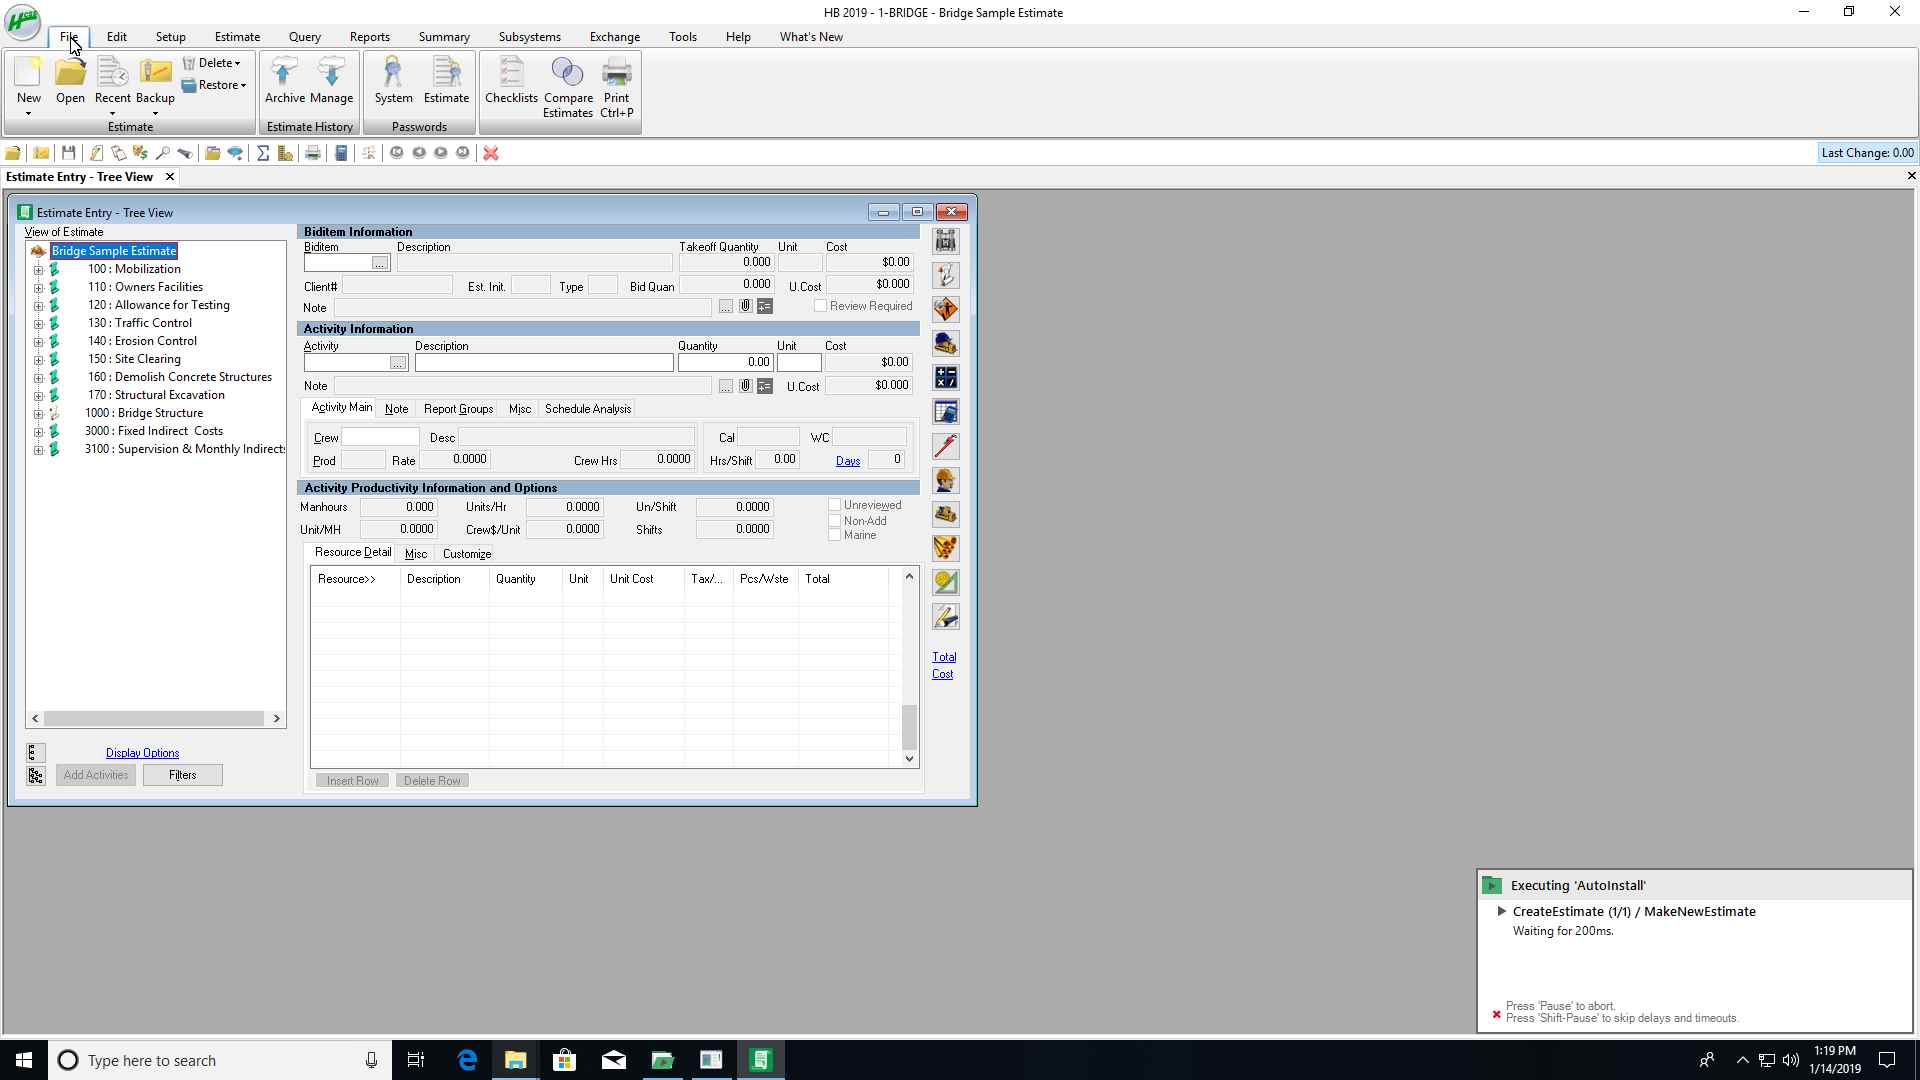 HB 2019 - 1-BRIDGE - Bridge Sample Estimate
File Edit Setup Estimate Query Reports Summary Subsystems Exchange Tools Help What's New
New Open Recent Backup Delete Restore
Estimate
Archive Manage
Estimate History
System Estimate
Passwords
Checklists Compare Estimates Print Ctrl+P
Last Change: 0.00
Estimate Entry - Tree View
Estimate Entry - Tree View
View of Estimate
Bridge Sample Estimate
100 : Mobilization
110 : Owners Facilities
120 : Allowance for Testing
130 : Traffic Control
140 : Erosion Control
150 : Site Clearing
160 : Demolish Concrete Structures
170 : Structural Excavation
1000 : Bridge Structure
3000 : Fixed Indirect Costs
3100 : Supervision & Monthly Indirects
Display Options
Add Activities Filters
Biditem Information
Biditem Description Takeoff Quantity Unit Cost
... 0.000 $0.00
Client# Est. Init. Type Bid Quan 0.000 U.Cost $0.000
Note ... Review Required
Activity Information
Activity Description Quantity Unit Cost
... 0.00 $0.00
Note ... U.Cost $0.000
Activity Main Note Report Groups Misc Schedule Analysis
Crew Desc Cal WC
Prod Rate 0.0000 Crew Hrs 0.0000 Hrs/Shift 0.00 Days 0
Activity Productivity Information and Options
Manhours 0.000 Units/Hr 0.0000 Un/Shift 0.0000 Unreviewed
Non-Add
Unit/MH 0.0000 Crew$/Unit 0.0000 Shifts 0.0000 Marine
Resource Detail Misc Customize
Resource>> Description Quantity Unit Unit Cost Tax/... Pcs/Wste Total
Insert Row Delete Row
Total
Cost
Executing 'AutoInstall'
CreateEstimate (1/1) / MakeNewEstimate
Waiting for 200ms.
Press 'Pause' to abort.
Press 'Shift-Pause' to skip delays and timeouts.
Type here to search
1:19 PM
1/14/2019